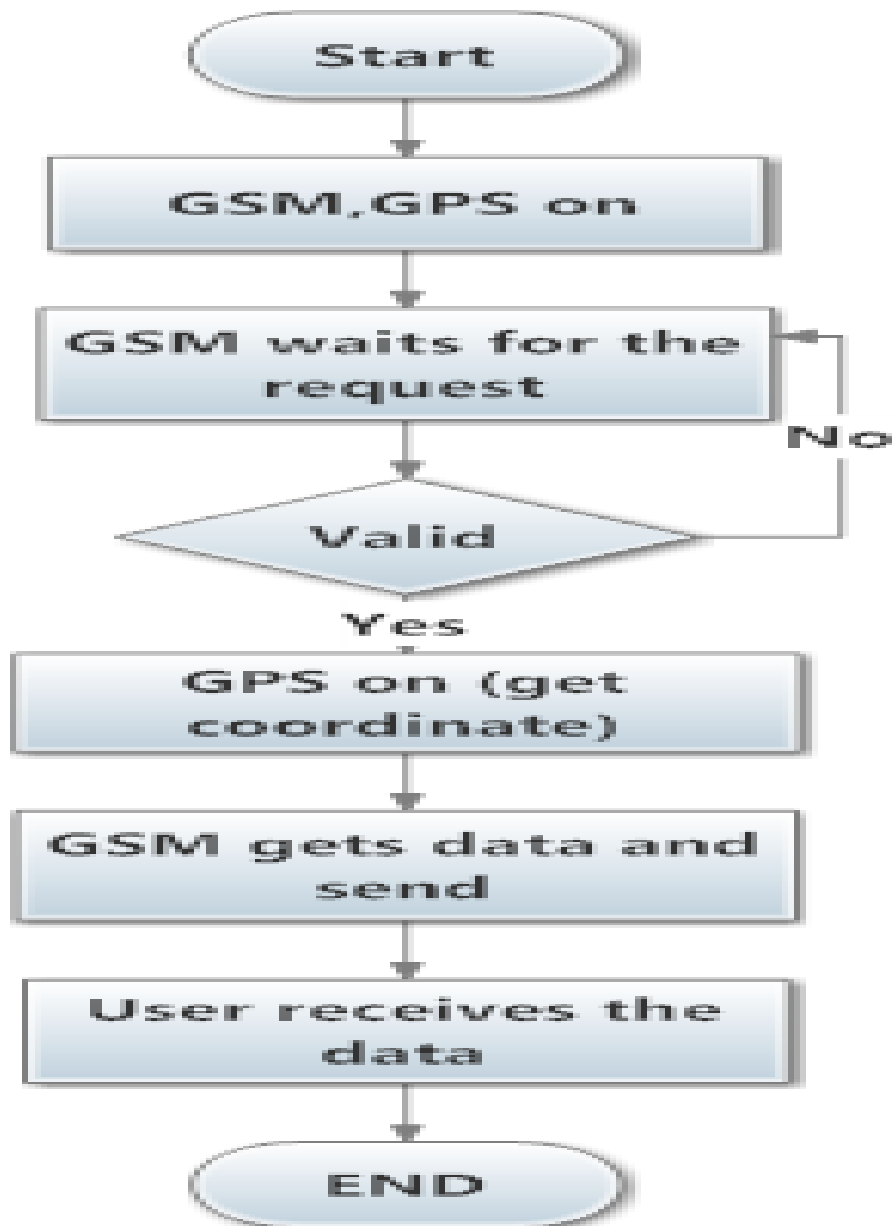 Start
GSM,GPS on
GSM waits for the
request
No
Valid
Yes
GPS on (get
coordinate)
GSM gets data and
send
User receives the
data
END